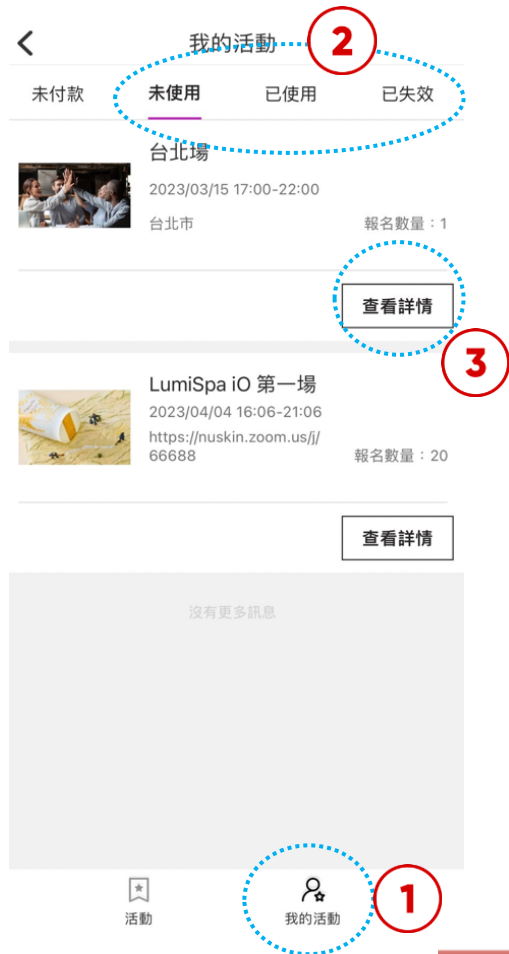 我的活動
2
未付款 未使用 已使用 已失效
台北場
2023/03/15 17:00-22:00
台北市 報名數量：1
查看詳情
3
LumiSpa iO 第一場
2023/04/04 16:06-21:06
https://nuskin.zoom.us/j/
66688 報名數量：20
查看詳情
沒有更多訊息
1
活動 我的活動